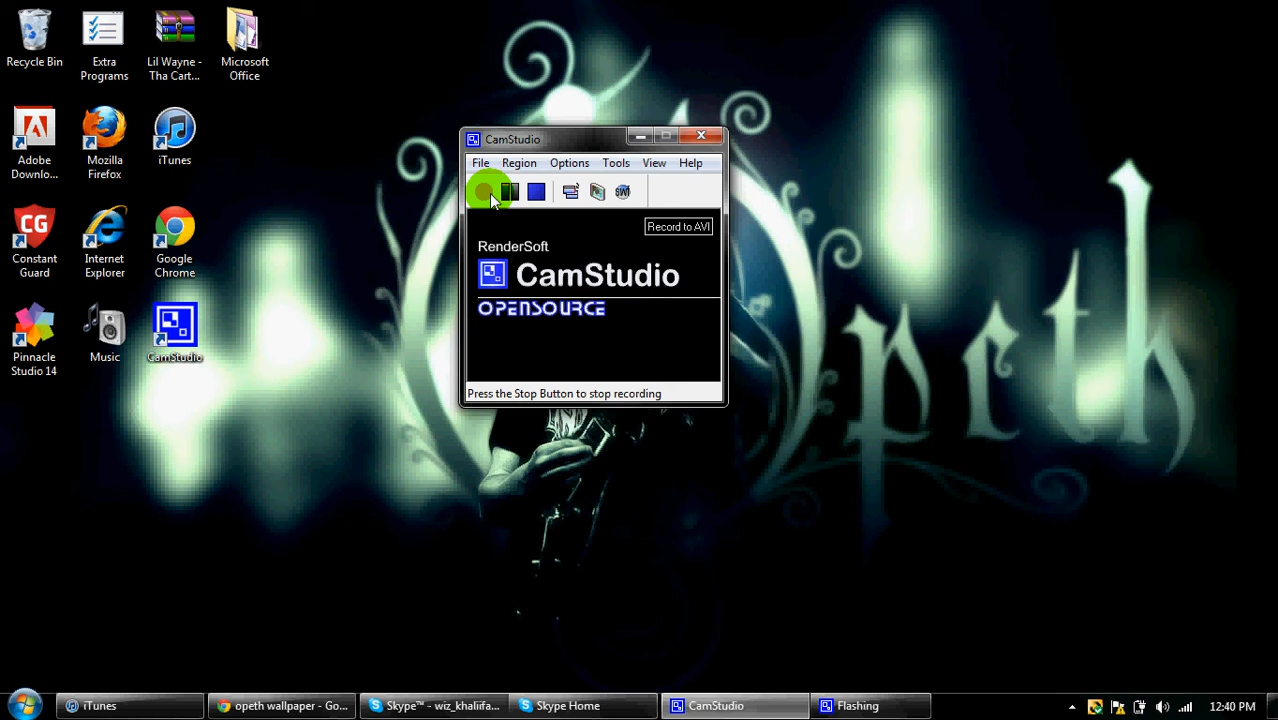 Recycle Bin
Extra Programs
Lil Wayne - Tha Cart...
Microsoft Office
Adobe Downlo...
Mozilla Firefox
iTunes
Constant Guard
Internet Explorer
Google Chrome
Pinnacle Studio 14
Music
CamStudio
CamStudio
File Region Options Tools View Help
SWF
Record to AVI
RenderSoft
CamStudio
OPENSOURCE
Press the Stop Button to stop recording
Opeth
iTunes
opeth wallpaper - Go...
Skype™ - wiz_khaliifa...
Skype Home
CamStudio
Flashing
12:40 PM